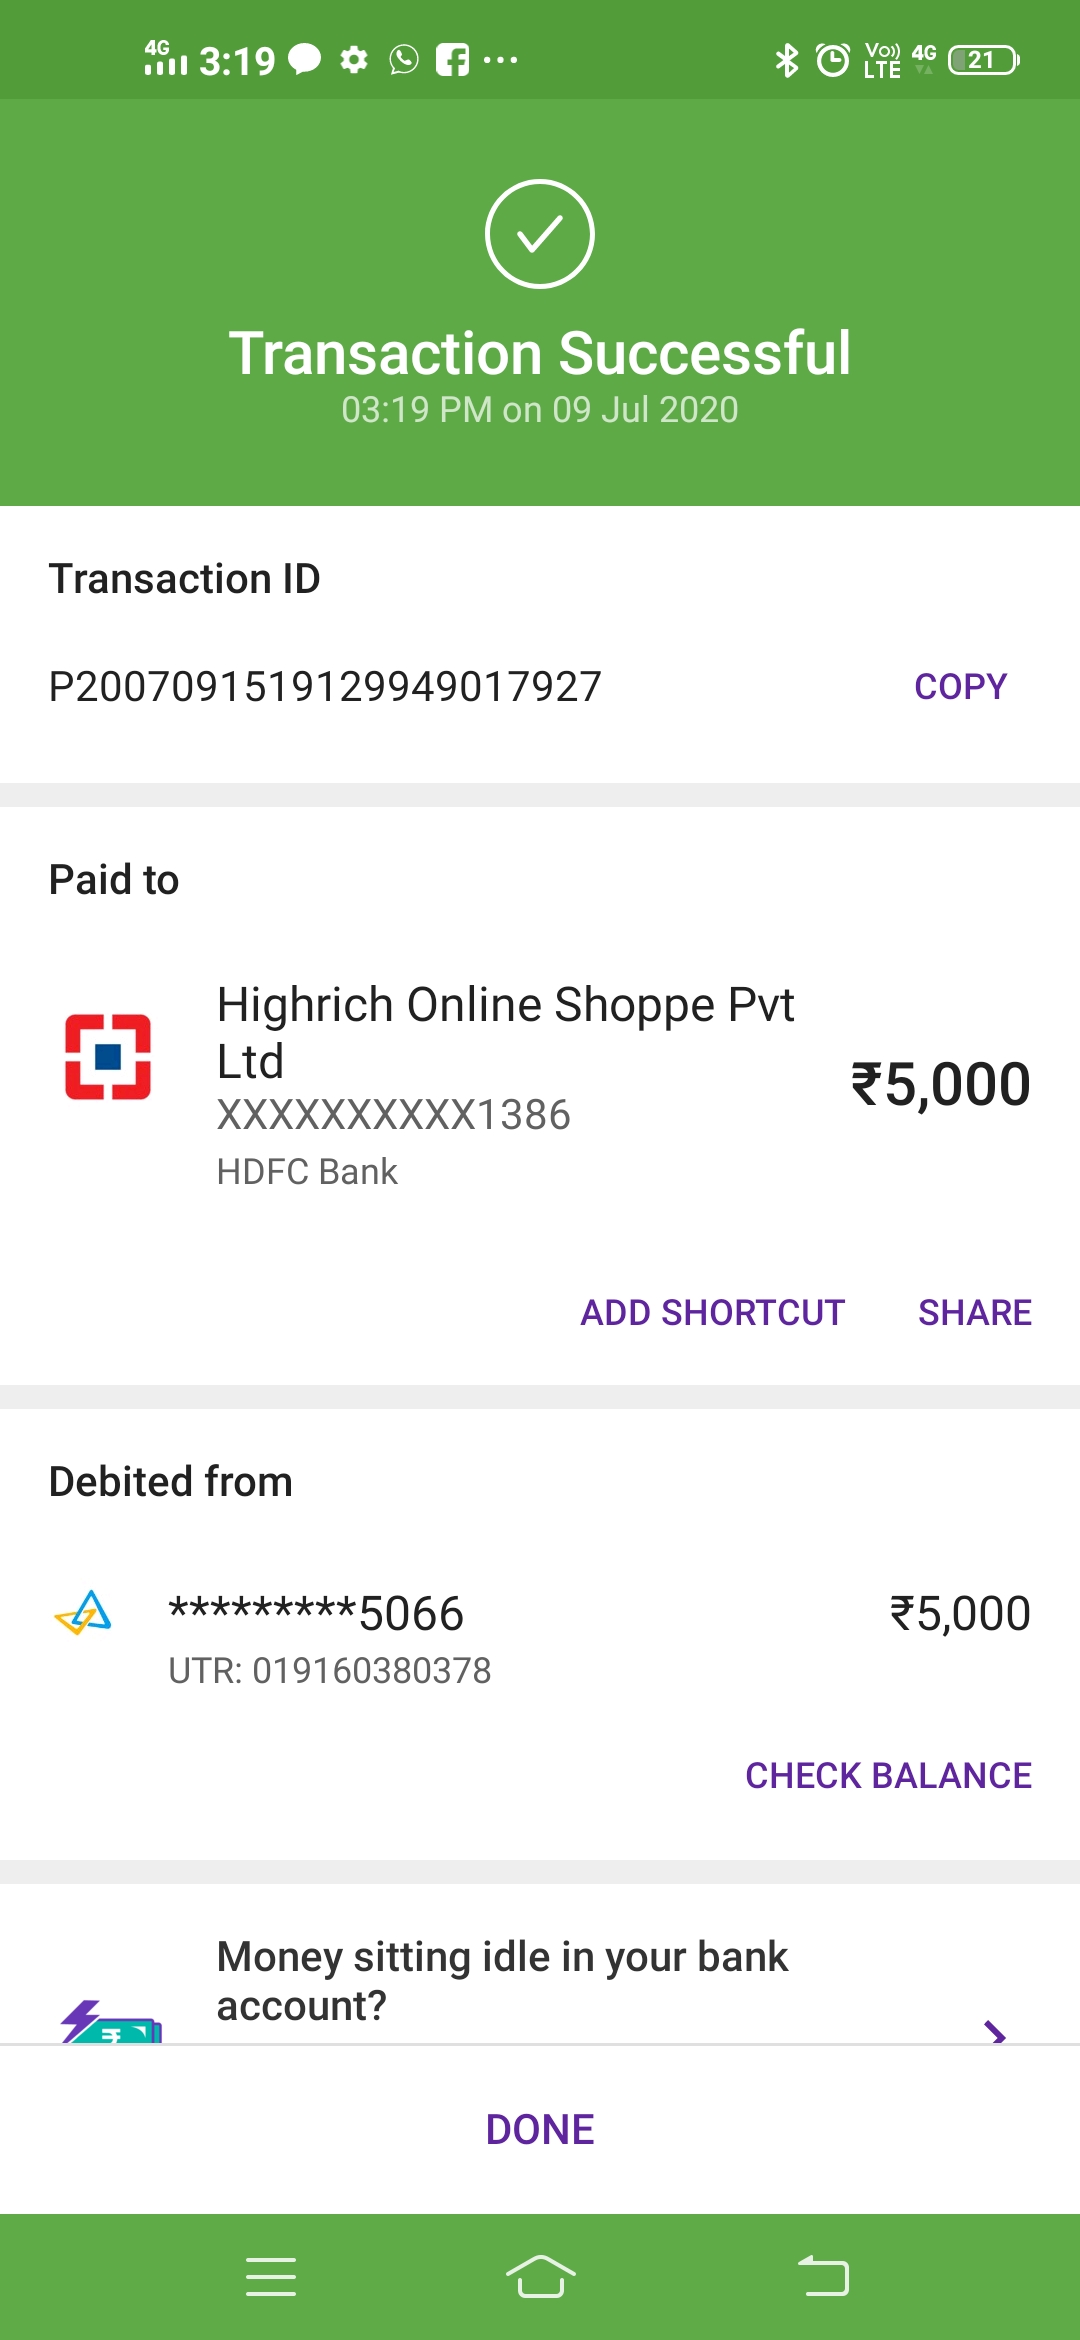 4G 3:19 ... Vo)) LTE 4G 21
Transaction Successful
03:19 PM on 09 Jul 2020
Transaction ID
P2007091519129949017927 COPY
Paid to
Highrich Online Shoppe Pvt
Ltd
₹5,000
XXXXXXXXXX1386
HDFC Bank
ADD SHORTCUT SHARE
Debited from
*********5066 ₹5,000
UTR: 019160380378
CHECK BALANCE
Money sitting idle in your bank
account?
₹
DONE